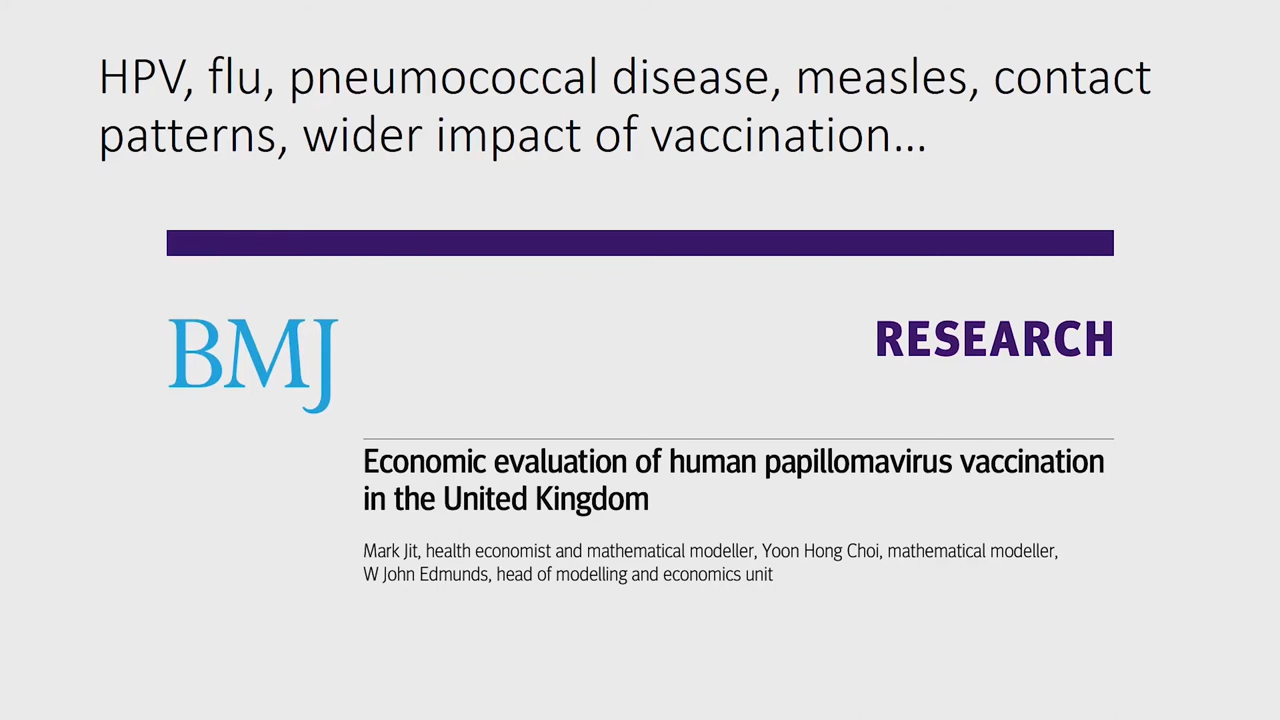 HPV, flu, pneumococcal disease, measles, contact
patterns, wider impact of vaccination...
BMJ
RESEARCH
Economic evaluation of human papillomavirus vaccination
in the United Kingdom
Mark Jit, health economist and mathematical modeller, Yoon Hong Choi, mathematical modeller,
W John Edmunds, head of modelling and economics unit